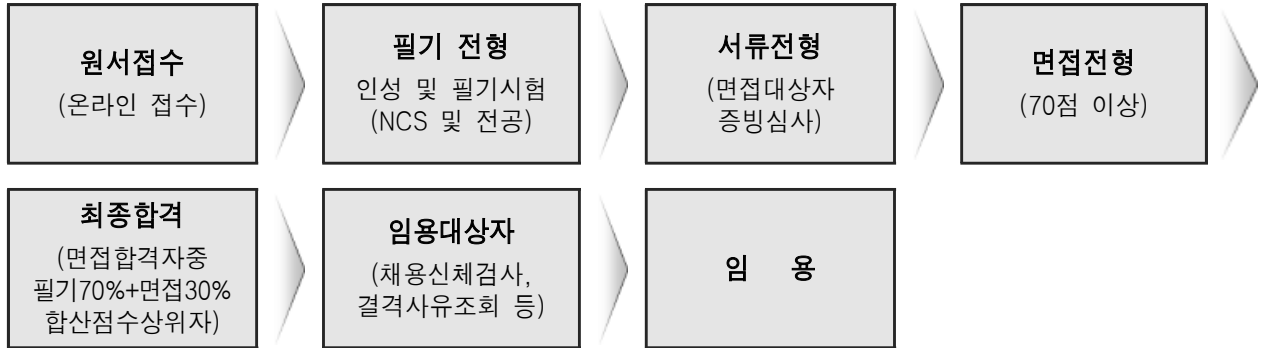 원서접수
(온라인 접수)
필기 전형
인성 및 필기시험
(NCS 및 전공)
서류전형
(면접대상자
증빙심사)
면접전형
(70점 이상)
최종합격
(면접합격자중
필기70%+면접30%
합산점수상위자)
임용대상자
(채용신체검사,
결격사유조회 등)
임 용